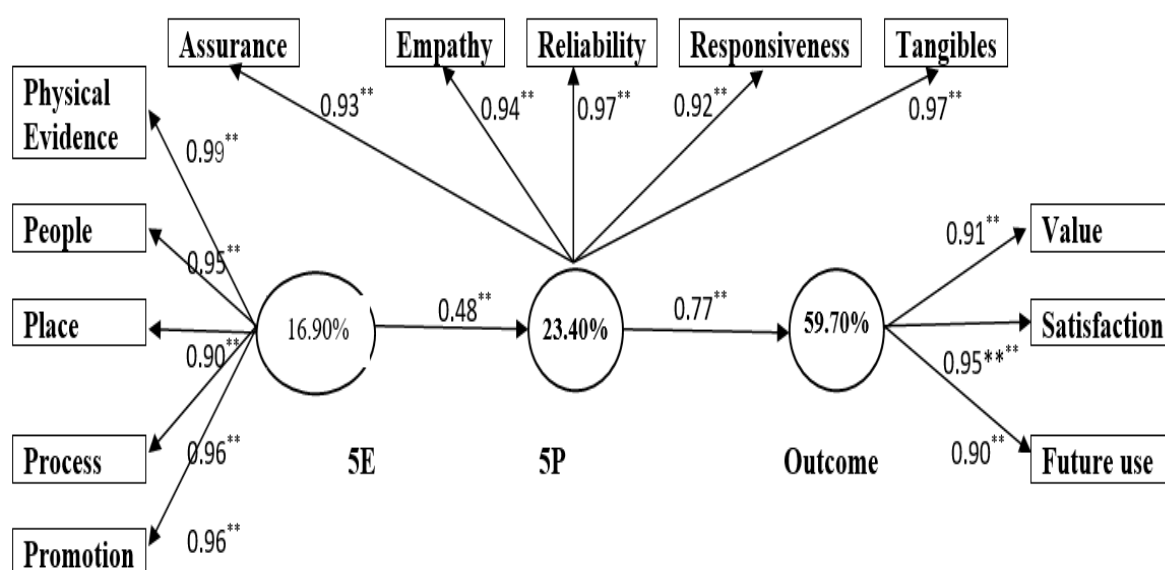 Assurance
Empathy
Reliability
Responsiveness
Tangibles
Physical
Evidence
0.93**
0.94**
0.97**
0.92**
0.97**
0.99**
People
0.95**
0.91**
Value
Place
0.90**
16.90%
0.48**
23.40%
0.77**
59.70%
Satisfaction
0.95****
Process
0.96**
5E
5P
Outcome
0.90**
Future use
Promotion
0.96**